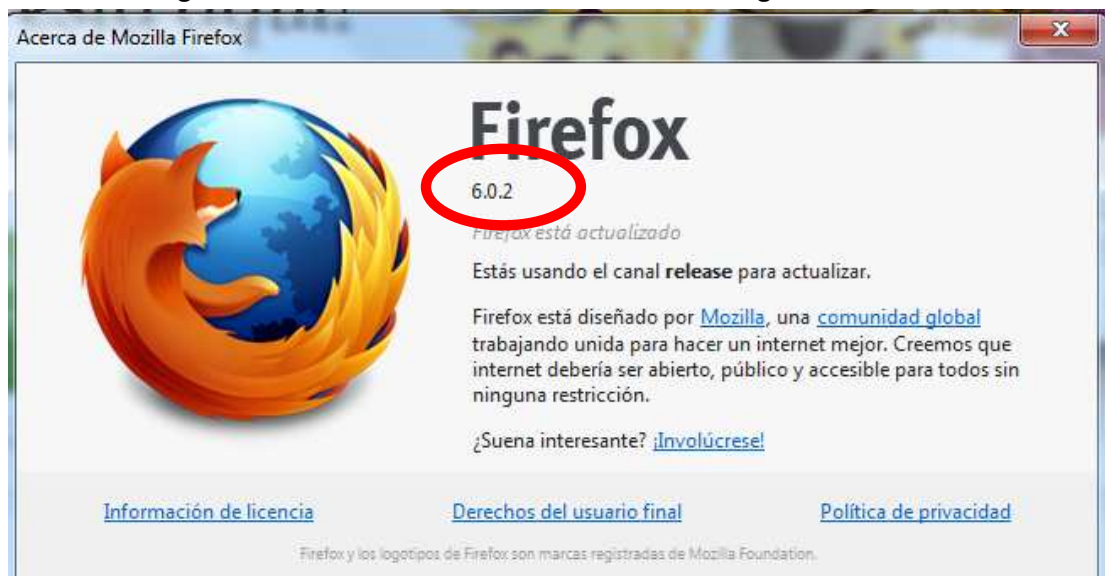 Acerca de Mozilla Firefox
Firefox
6.0.2
Firefox está actualizado
Estás usando el canal release para actualizar.
Firefox está diseñado por Mozilla, una comunidad global
trabajando unida para hacer un internet mejor. Creemos que
internet debería ser abierto, público y accesible para todos sin
ninguna restricción.
¿Suena interesante? ¡Involúcrese!
Información de licencia Derechos del usuario final Política de privacidad
Firefox y los logotipos de Firefox son marcas registradas de Mozilla Foundation.